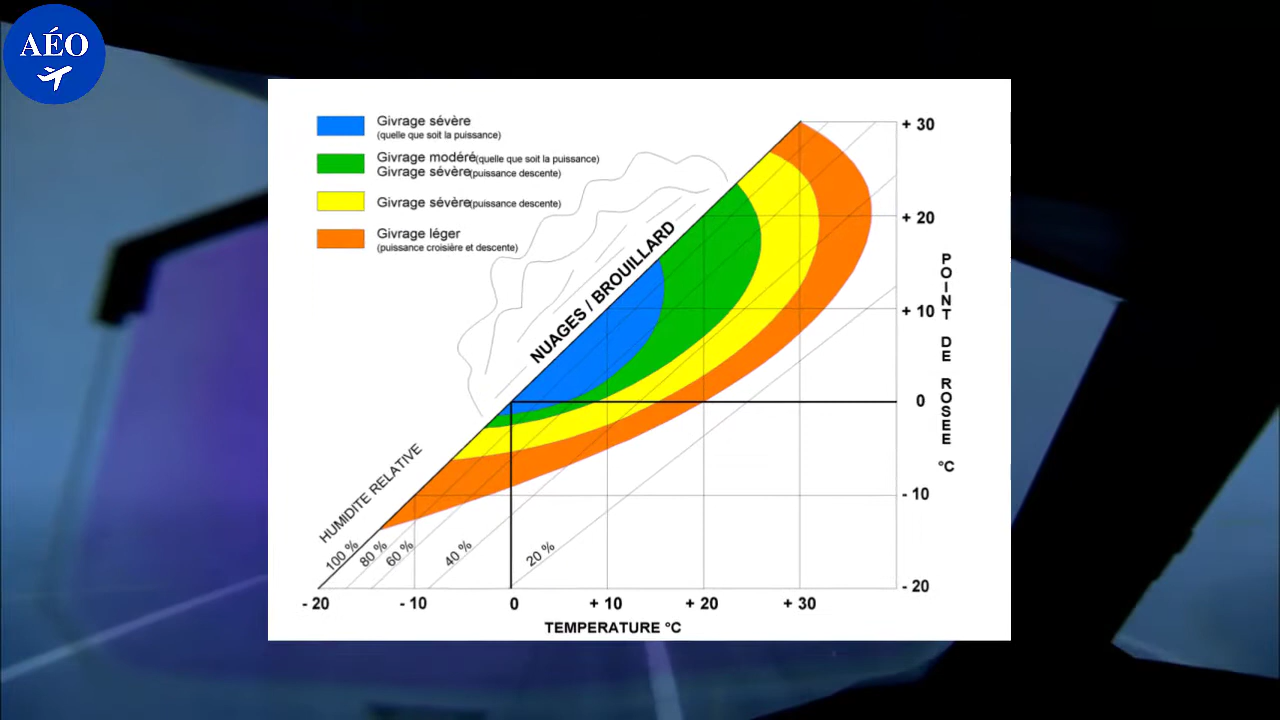 AÉO
Givrage sévère
(quelle que soit la puissance)
Givrage modéré (quelle que soit la puissance)
Givrage sévère (puissance descente)
Givrage sévère (puissance descente)
Givrage léger
(puissance croisière et descente)
NUAGES / BROUILLARD
HUMIDITE RELATIVE
100 %
80 %
60 %
40 %
20 %
+ 30
+ 20
+ 10
0
- 10
- 20
POINT DE ROSEE °C
- 20
- 10
0
+ 10
+ 20
+ 30
TEMPERATURE °C